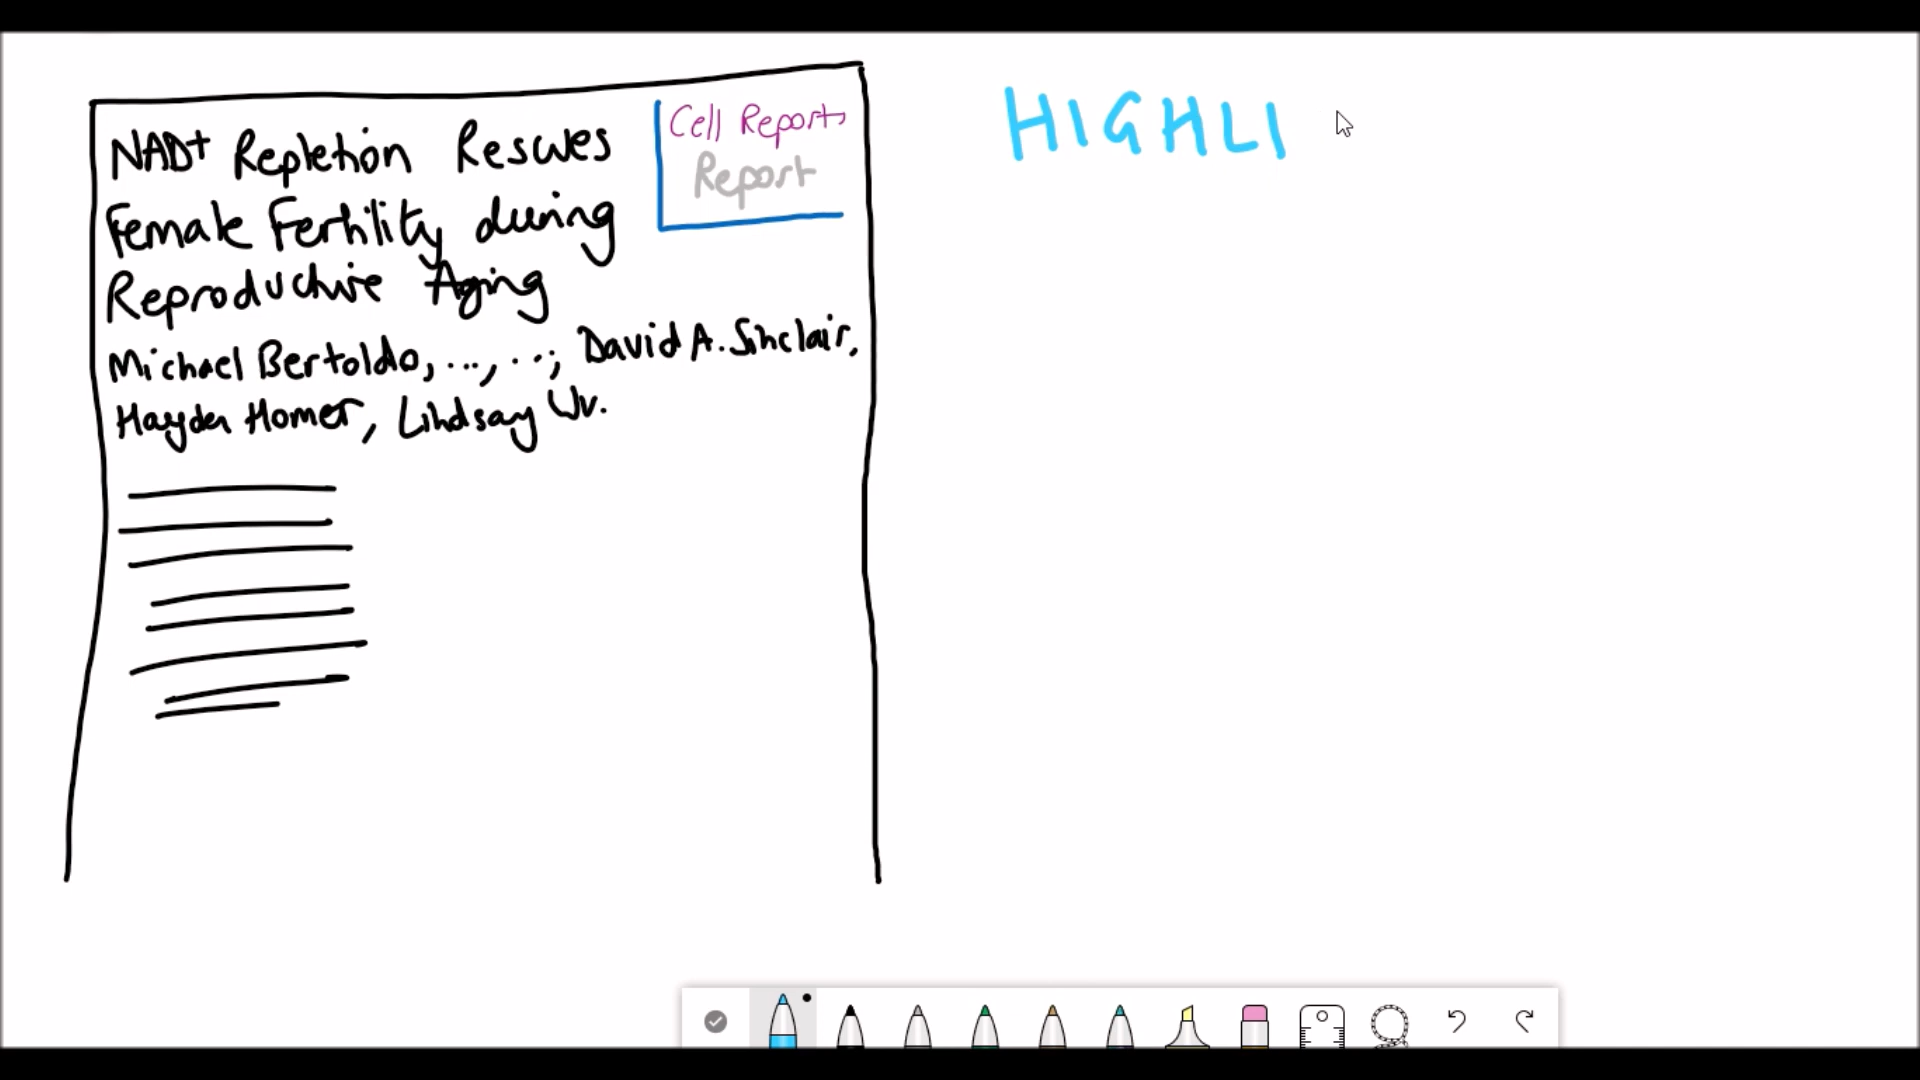 NAD+ Repletion Rescues
Female Fertility during
Reproductive Aging
Michael Bertoldo, ..., ..., David A. Sinclair,
Hayden Homer, Lindsay Wu.
Cell Reports
Report
HIGHLI